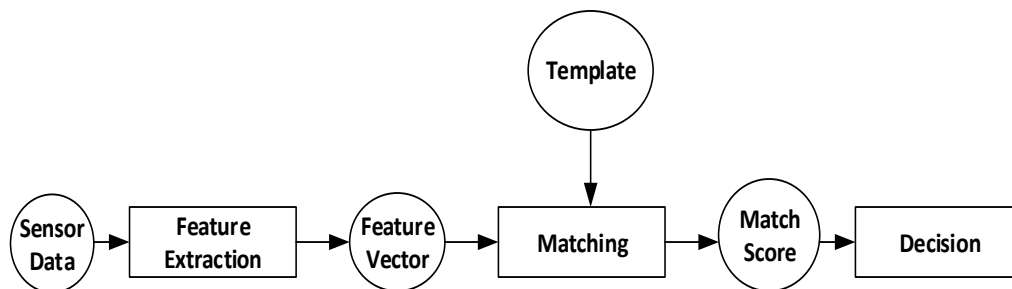 Template
Sensor
Data
Feature
Extraction
Feature
Vector
Matching
Match
Score
Decision